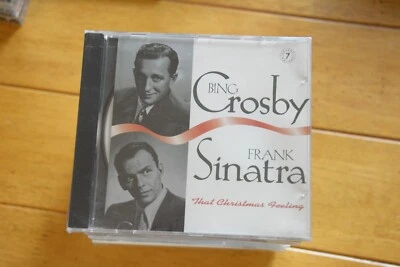 7
BING
Crosby
FRANK
Sinatra
That Christmas Feeling